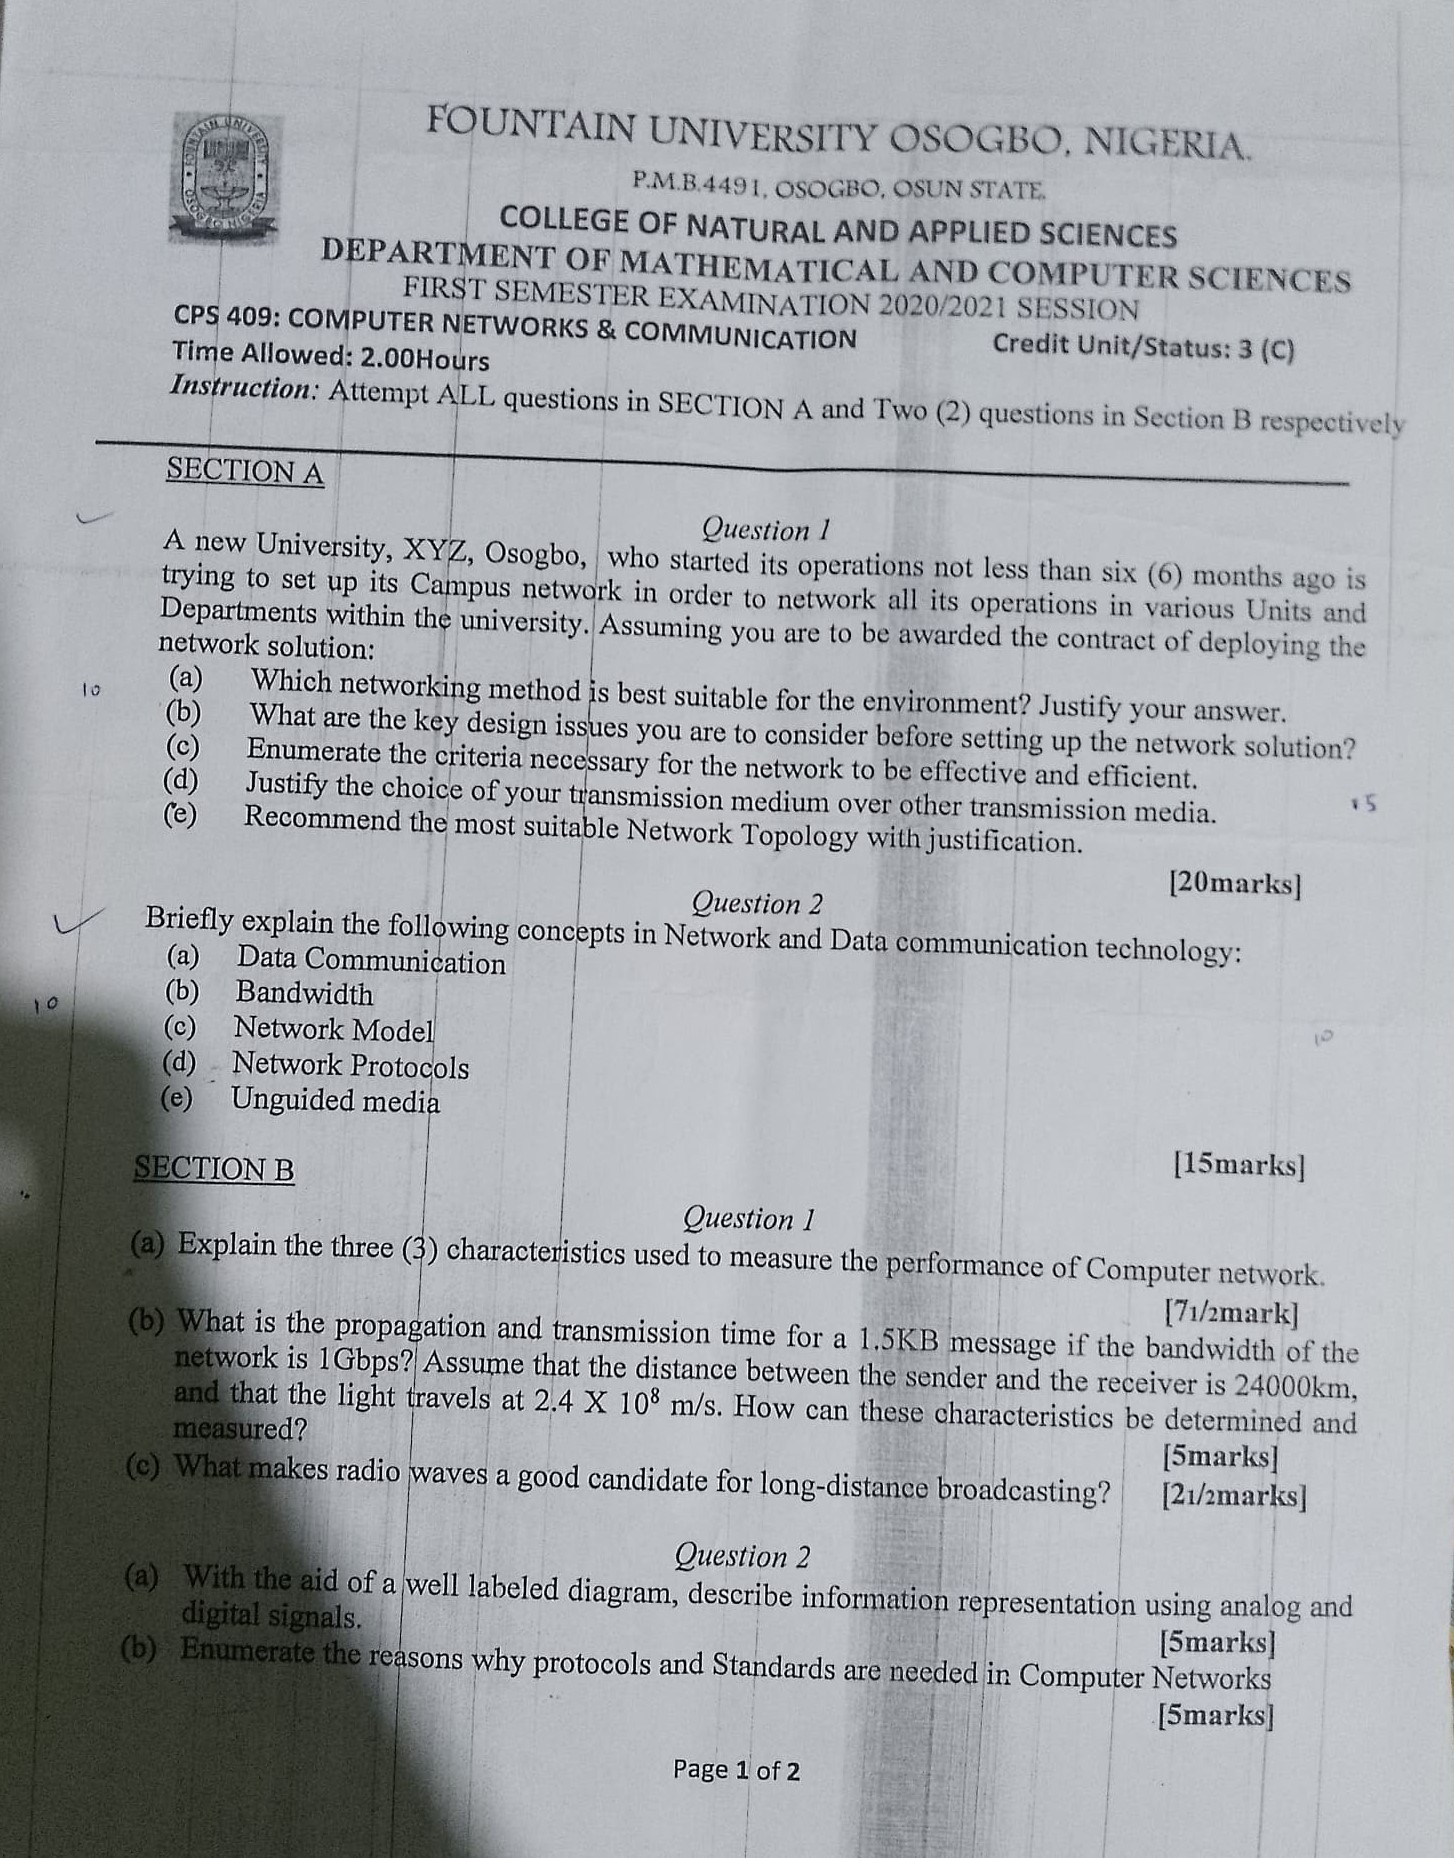 FOUNTAIN UNIVERSITY OSOGBO, NIGERIA.
P.M.B.4491, OSOGBO, OSUN STATE.
COLLEGE OF NATURAL AND APPLIED SCIENCES
DEPARTMENT OF MATHEMATICAL AND COMPUTER SCIENCES
FIRST SEMESTER EXAMINATION 2020/2021 SESSION
CPS 409: COMPUTER NETWORKS & COMMUNICATION
Credit Unit/Status: 3 (C)
Time Allowed: 2.00Hours
Instruction: Attempt ALL questions in SECTION A and Two (2) questions in Section B respectively
SECTION A
Question 1
A new University, XYZ, Osogbo, who started its operations not less than six (6) months ago is
trying to set up its Campus network in order to network all its operations in various Units and
Departments within the university. Assuming you are to be awarded the contract of deploying the
network solution:
10
(a) Which networking method is best suitable for the environment? Justify your answer.
(b) What are the key design issues you are to consider before setting up the network solution?
(c) Enumerate the criteria necessary for the network to be effective and efficient.
(d) Justify the choice of your transmission medium over other transmission media.
15
(e) Recommend the most suitable Network Topology with justification.
[20marks]
Question 2
Briefly explain the following concepts in Network and Data communication technology:
(a) Data Communication
(b) Bandwidth
10
(c) Network Model
10
(d) Network Protocols
(e) Unguided media
[15marks]
SECTION B
Question 1
(a) Explain the three (3) characteristics used to measure the performance of Computer network.
[71/2mark]
(b) What is the propagation and transmission time for a 1.5KB message if the bandwidth of the
network is 1Gbps? Assume that the distance between the sender and the receiver is 24000km,
and that the light travels at 2.4 X 10⁸ m/s. How can these characteristics be determined and
measured?
[5marks]
(c) What makes radio waves a good candidate for long-distance broadcasting? [21/2marks]
Question 2
(a) With the aid of a well labeled diagram, describe information representation using analog and
digital signals.
[5marks]
(b) Enumerate the reasons why protocols and Standards are needed in Computer Networks
[5marks]
Page 1 of 2